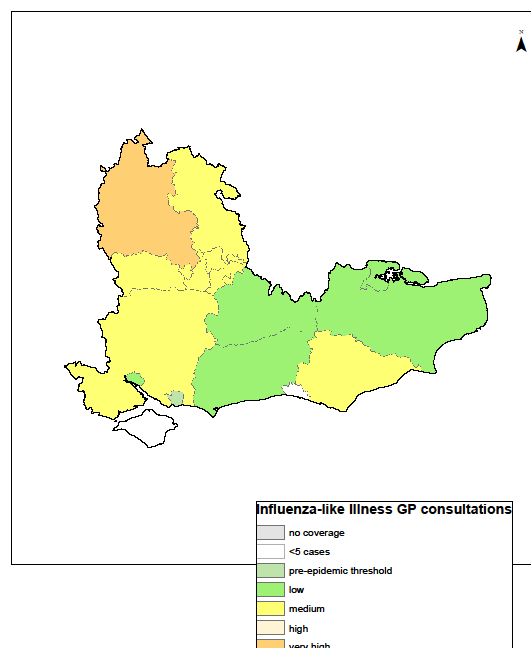 N
Influenza-like Illness GP consultations
no coverage
<5 cases
pre-epidemic threshold
low
medium
high
very high